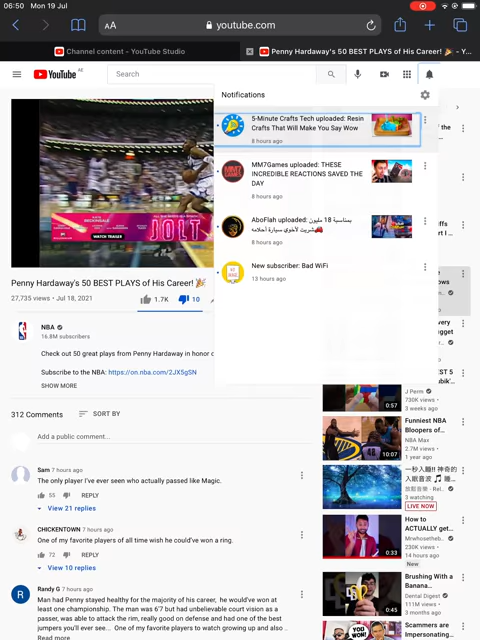 06:50 Mon 19 Jul
AA
youtube.com
Channel content - YouTube Studio
Penny Hardaway's 50 BEST PLAYS of His Career! 🎉 - Y...
YouTube AE
Search
Notifications
5-Minute Crafts Tech uploaded: Resin
Crafts That Will Make You Say Wow
8 hours ago
MM7Games uploaded: THESE
INCREDIBLE REACTIONS SAVED THE
DAY
8 hours ago
AboFlah uploaded: بمناسبة 18 مليون
شريت لأخوي سيارة أحلامه
8 hours ago
New subscriber: Bad WiFi
13 hours ago
WATCH TRAILER
JOLT
Penny Hardaway's 50 BEST PLAYS of His Career! 🎉
27,735 views • Jul 18, 2021
1.7K
10
NBA
16.8M subscribers
Check out 50 great plays from Penny Hardaway in honor o
Subscribe to the NBA: https://on.nba.com/2JX5gSN
SHOW MORE
312 Comments
SORT BY
Add a public comment...
Sam 7 hours ago
The only player I've ever seen who actually passed like Magic.
55
REPLY
View 21 replies
CHICKENTOWN 7 hours ago
One of my favorite players of all time wish he could've won a ring.
72
REPLY
View 10 replies
R
Randy G 7 hours ago
Man had Penny stayed healthy for the majority of his career, he would've won at
least one championship. The man was 6'7 but had unbelievable court vision as a
passer, was able to attack the rim, really good on defense and had one of the best
jumpers you'll ever see... One of my favorite players to watch growing up and also .
Read more
0:57
J Perm
730K views •
3 weeks ago
10:07
Funniest NBA
Bloopers of...
NBA Max
2.7M views •
1 year ago
一秒入睡!! 神奇的
入眠音波 🎵 睡...
放鬆音療 - Rel...
3 watching
LIVE NOW
0:33
How to
ACTUALLY get...
Mrwhosetheb...
230K views •
14 hours ago
New
0:45
Brushing With a
Banana...
Dental Digest
111M views •
3 months ago
YOU WON!
Scammers are
Impersonating...